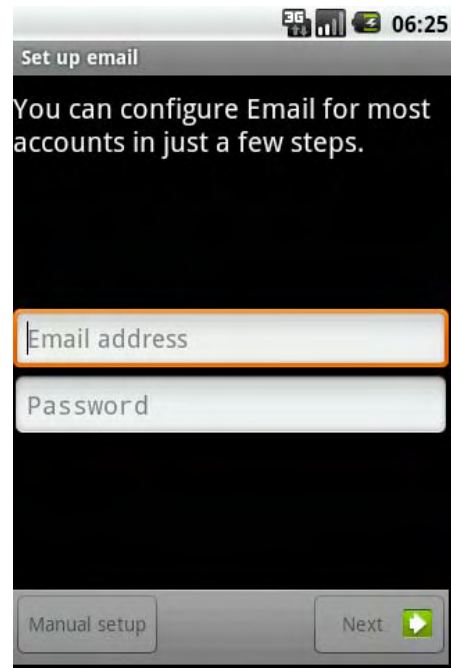 3G 06:25
Set up email
You can configure Email for most
accounts in just a few steps.
Email address
Password
Manual setup Next